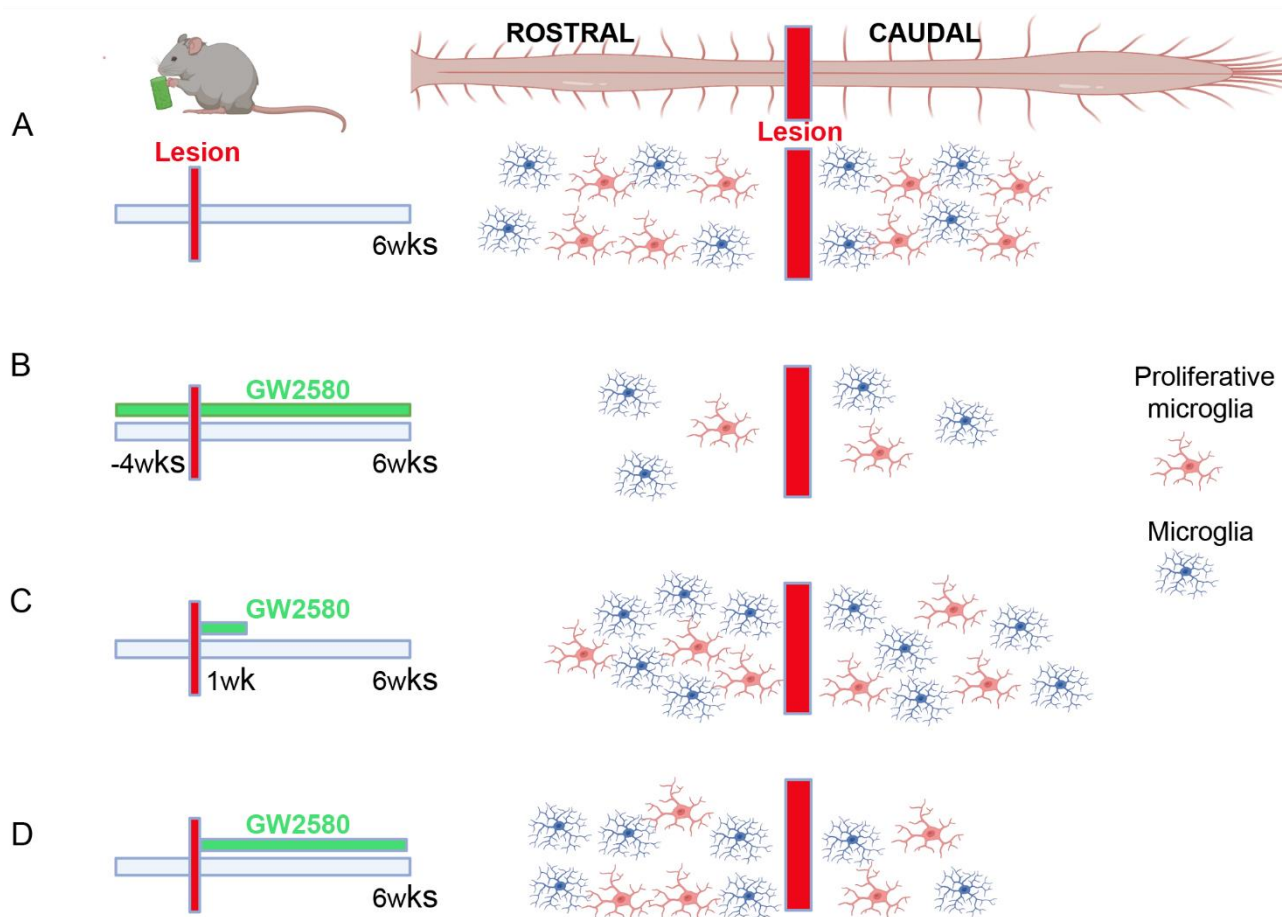 ROSTRAL
CAUDAL
A
Lesion
Lesion
6wks
B
GW2580
-4wks
6wks
Proliferative
microglia
Microglia
C
GW2580
1wk
6wks
D
GW2580
6wks